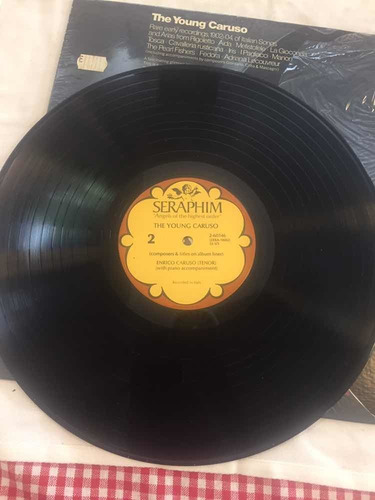 The Young Caruso
Rare early recordings, 1902-04, of Italian Songs
and Arias from Rigoletto · Aida · Mefistofele · La Gioconda
Tosca · Cavalleria rusticana · Iris · I Pagliacci · Manon
The Pearl Fishers · Fedora · Adriana Lecouvreur
SERAPHIM
"Angels of the highest order"
THE YOUNG CARUSO
2
(composers & titles on album liner)
ENRICO CARUSO (TENOR)
(with piano accompaniment)
Recorded in Italy